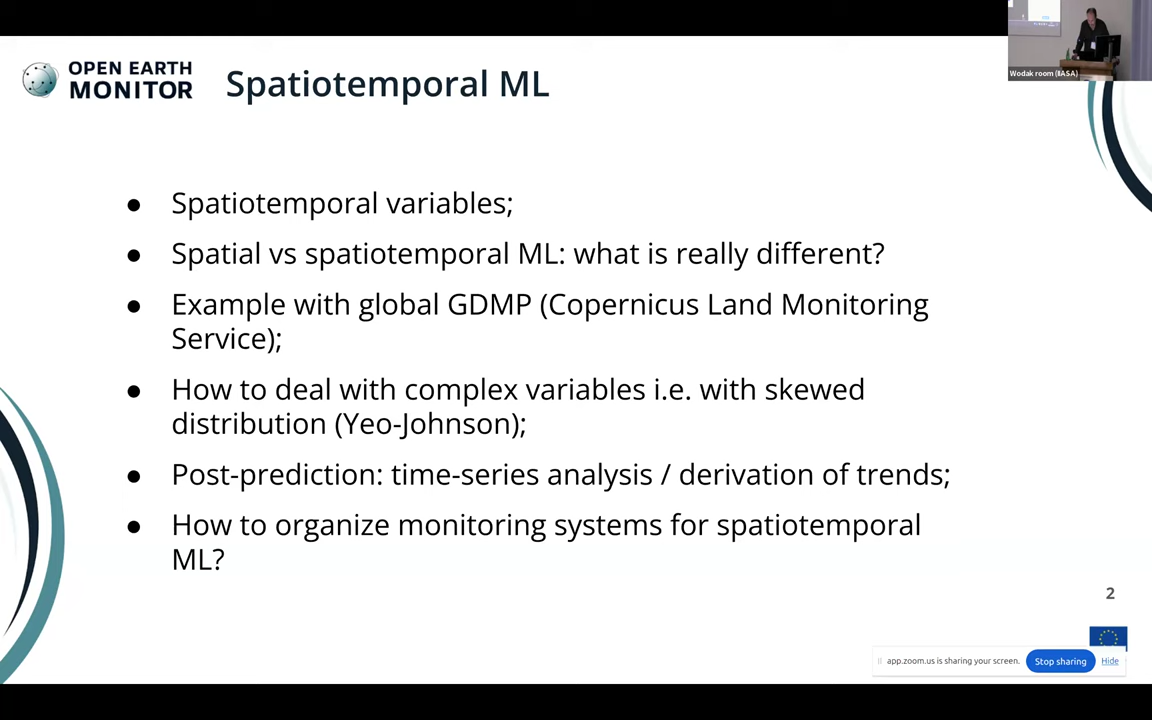 OPEN EARTH
MONITOR
Spatiotemporal ML
Wodak room (IIASA)
● Spatiotemporal variables;
● Spatial vs spatiotemporal ML: what is really different?
● Example with global GDMP (Copernicus Land Monitoring
Service);
● How to deal with complex variables i.e. with skewed
distribution (Yeo-Johnson);
● Post-prediction: time-series analysis / derivation of trends;
● How to organize monitoring systems for spatiotemporal
ML?
2
app.zoom.us is sharing your screen. Stop sharing Hide